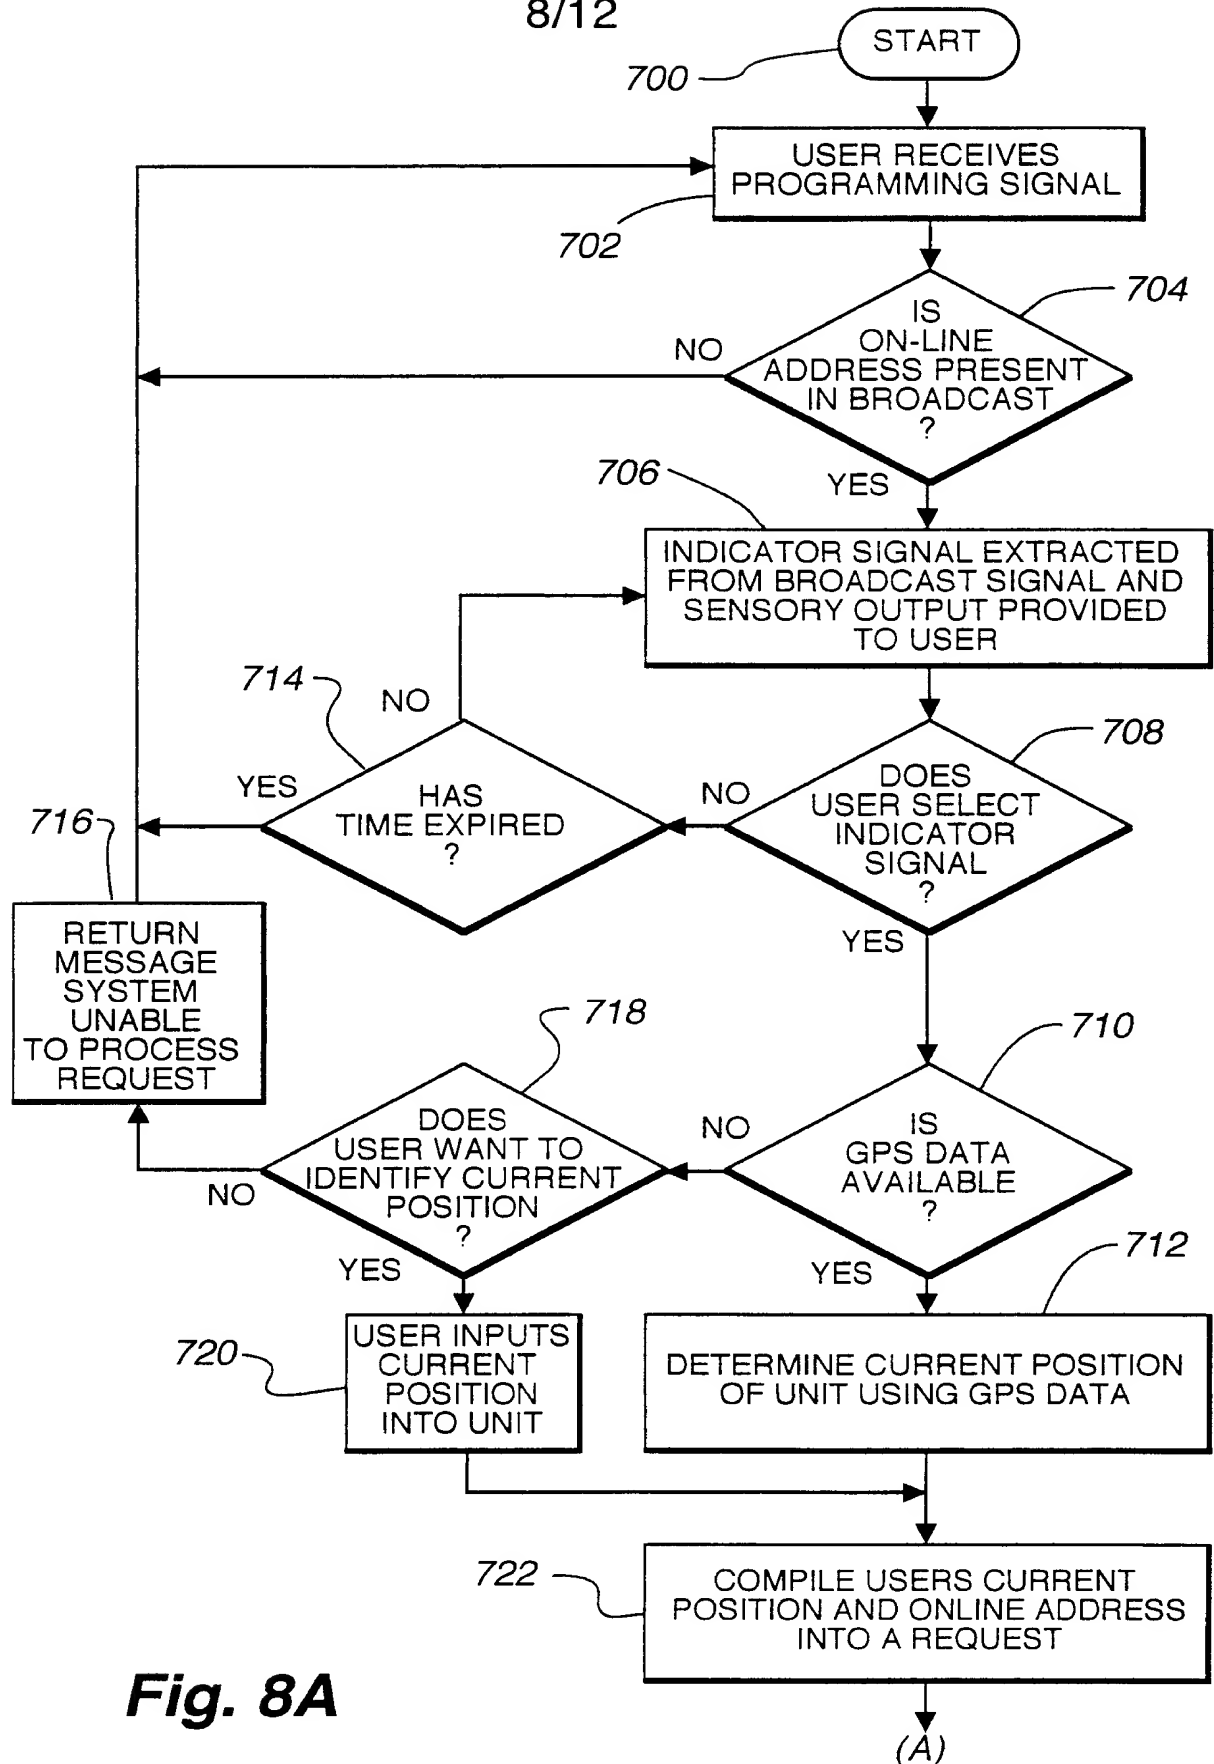 8/12
START
700
USER RECEIVES
PROGRAMMING SIGNAL
702
704
IS
ON-LINE
ADDRESS PRESENT
IN BROADCAST
?
NO
YES
706
INDICATOR SIGNAL EXTRACTED
FROM BROADCAST SIGNAL AND
SENSORY OUTPUT PROVIDED
TO USER
714
NO
708
DOES
USER SELECT
INDICATOR
SIGNAL
?
NO
YES
YES
HAS
TIME EXPIRED
?
716
RETURN
MESSAGE
SYSTEM
UNABLE
TO PROCESS
REQUEST
718
DOES
USER WANT TO
IDENTIFY CURRENT
POSITION
?
NO
YES
710
IS
GPS DATA
AVAILABLE
?
NO
YES
712
720
USER INPUTS
CURRENT
POSITION
INTO UNIT
DETERMINE CURRENT POSITION
OF UNIT USING GPS DATA
722
COMPILE USERS CURRENT
POSITION AND ONLINE ADDRESS
INTO A REQUEST
Fig. 8A
(A)